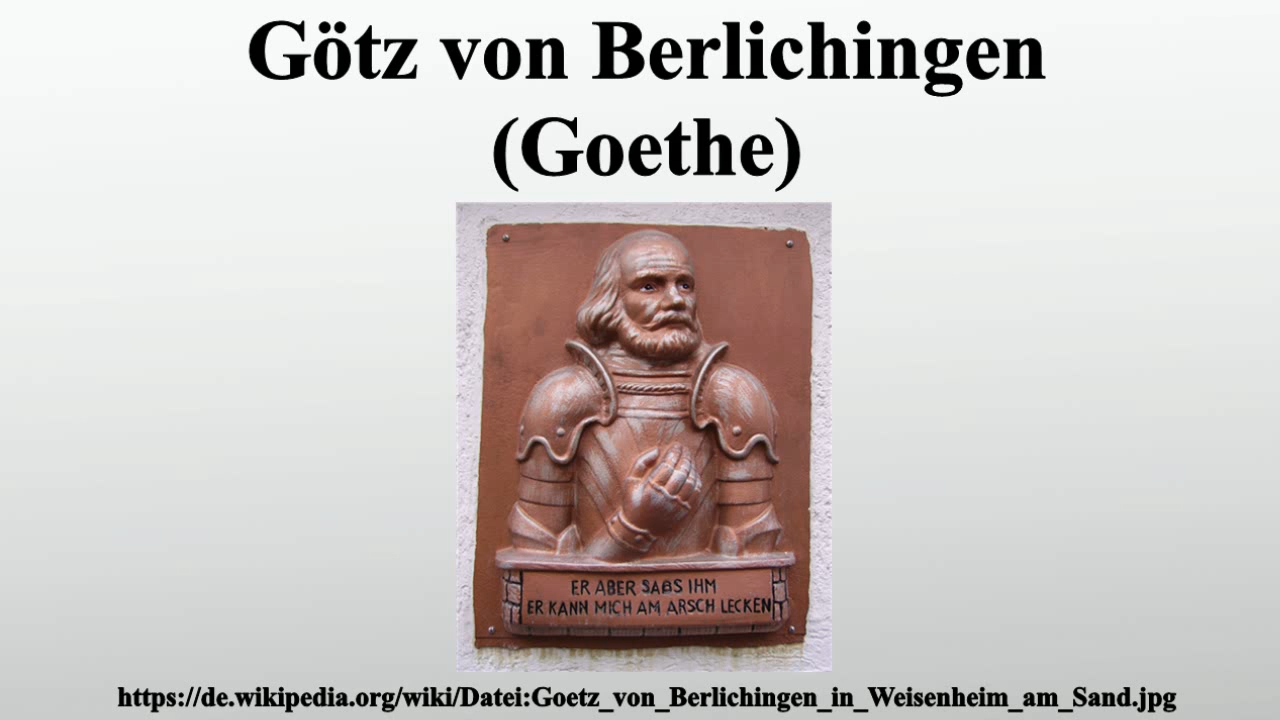 Götz von Berlichingen
(Goethe)
ER ABER SAGS IHM
ER KANN MICH AM ARSCH LECKEN
https://de.wikipedia.org/wiki/Datei:Goetz_von_Berlichingen_in_Weisenheim_am_Sand.jpg